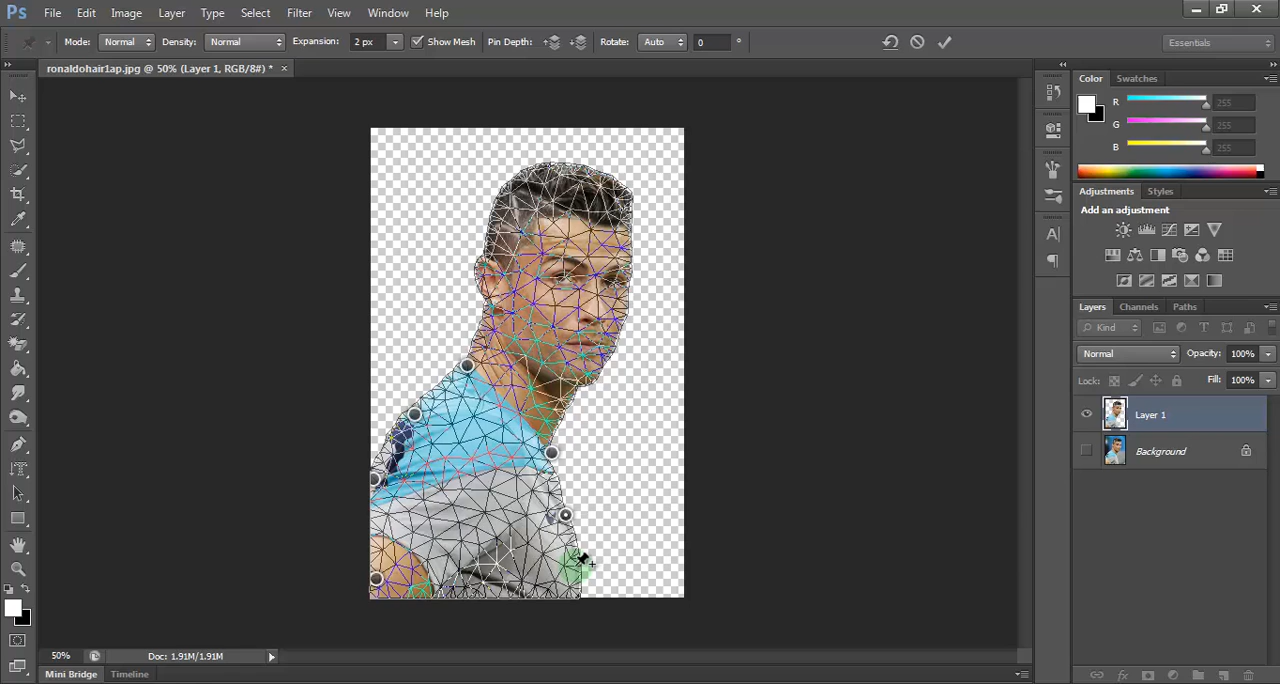 Ps File Edit Image Layer Type Select Filter View Window Help
Mode: Normal Density: Normal Expansion: 2 px Show Mesh Pin Depth: Rotate: Auto 0 ° Essentials
ronaldohair1ap.jpg @ 50% (Layer 1, RGB/8#) * ×
Color Swatches
R 255
G 255
B 255
Adjustments Styles
Add an adjustment
Layers Channels Paths
Kind
Normal Opacity: 100%
Lock: Fill: 100%
Layer 1
Background
50% Doc: 1.91M/1.91M
Mini Bridge Timeline